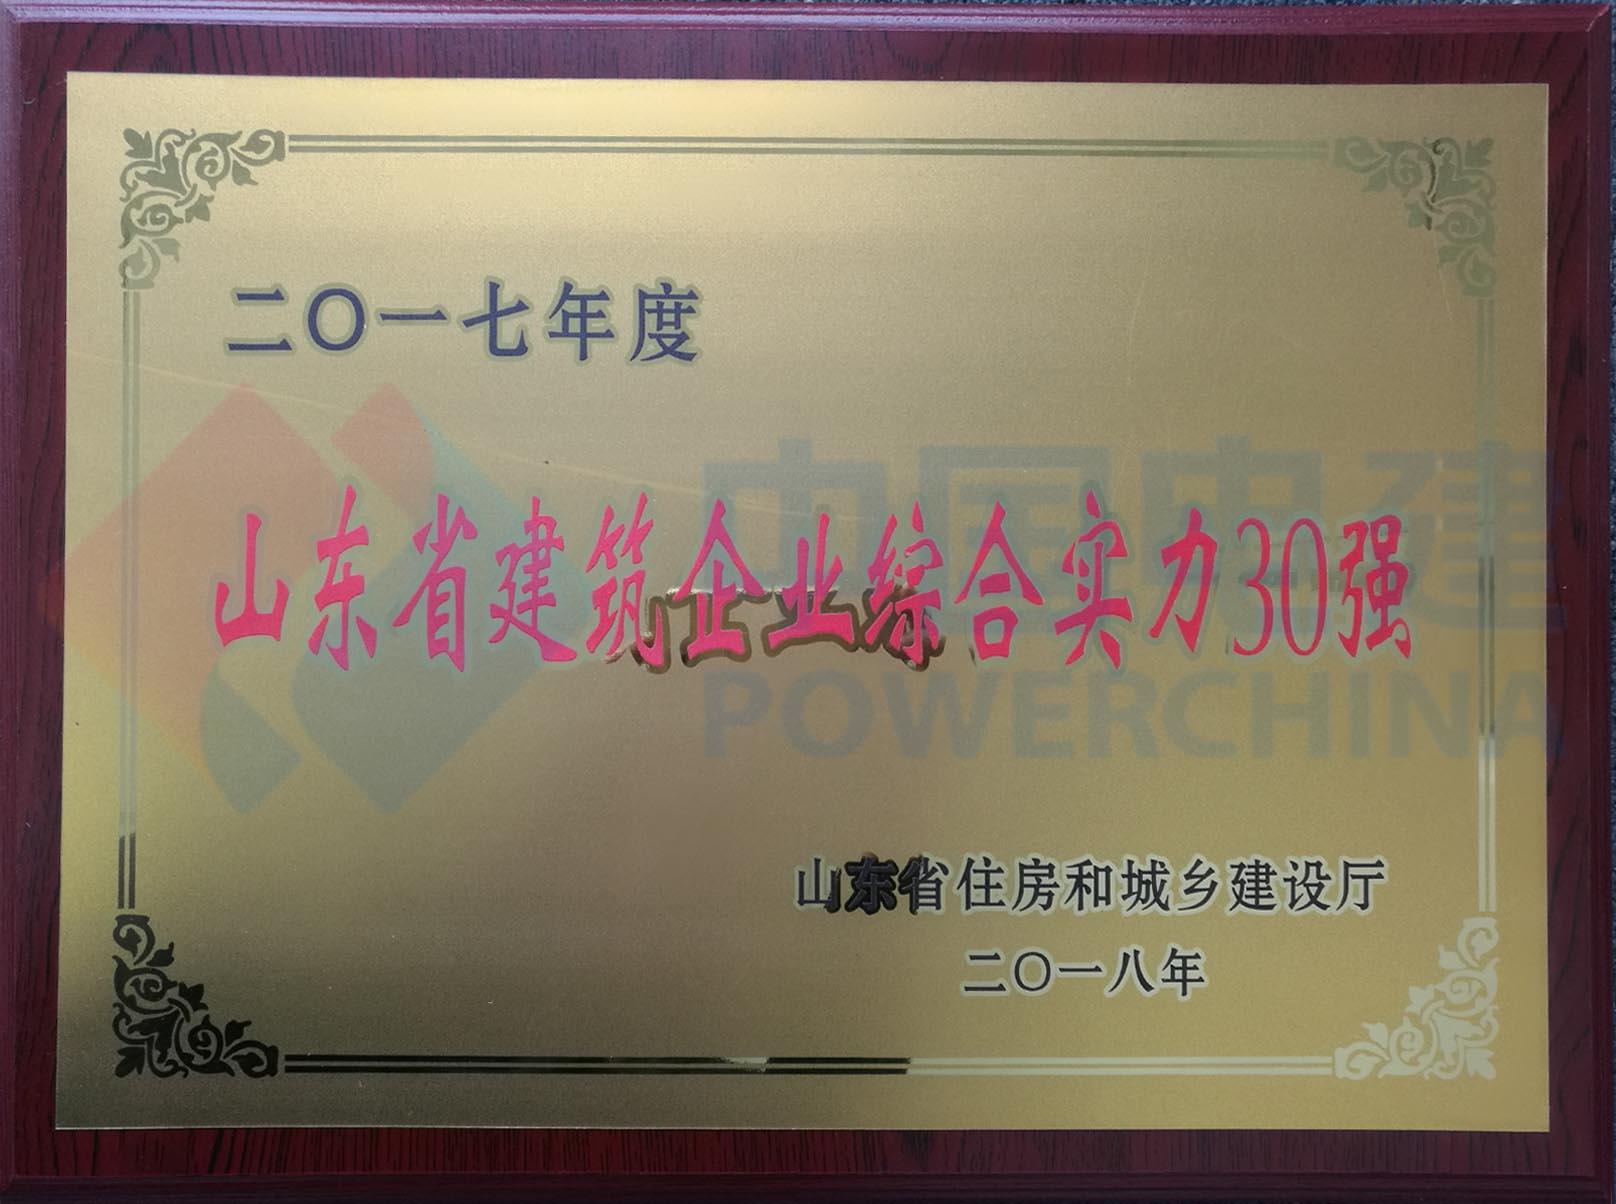 二〇一七年度
中国电建
山东省建筑企业综合实力30强
POWERCHINA
山东省住房和城乡建设厅
二〇一八年